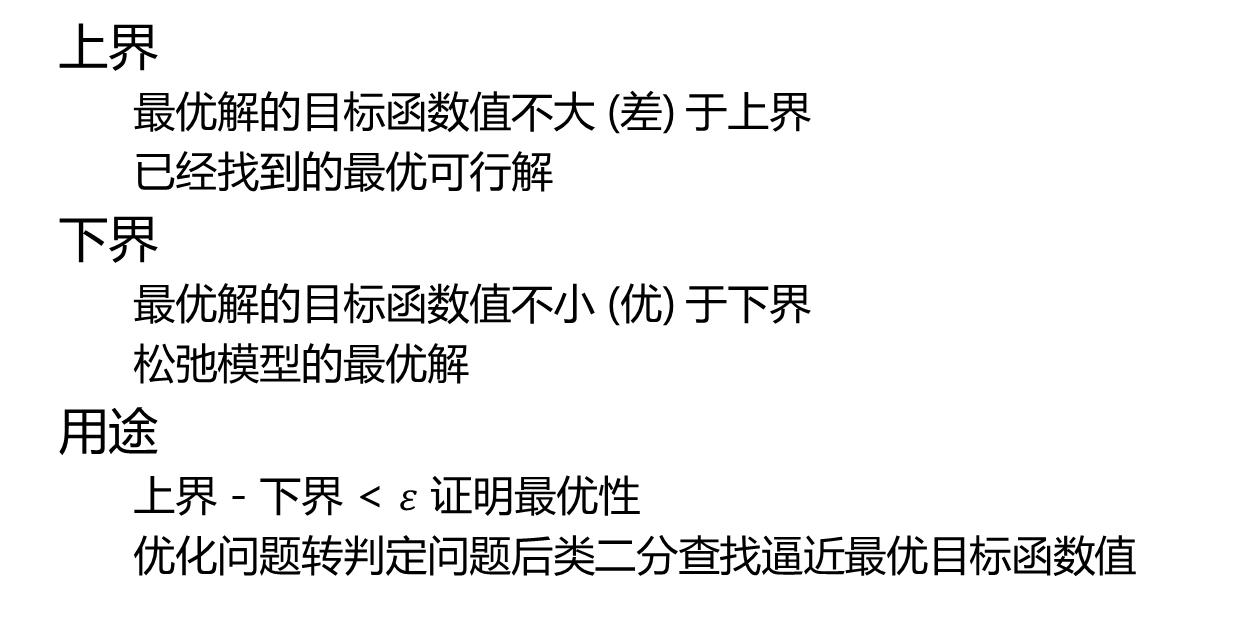 上界
最优解的目标函数值不大 (差) 于上界
已经找到的最优可行解
下界
最优解的目标函数值不小 (优) 于下界
松弛模型的最优解
用途
上界 - 下界 < ε 证明最优性
优化问题转判定问题后类二分查找逼近最优目标函数值